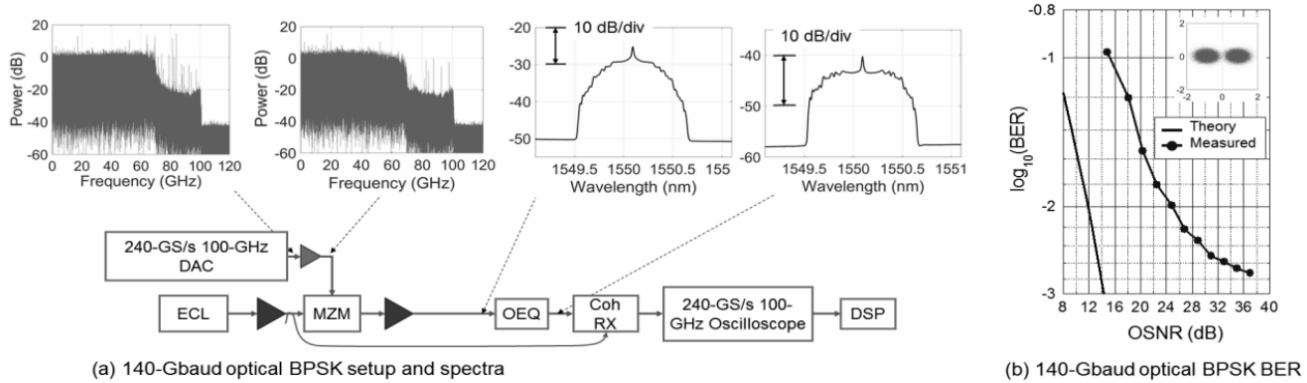 20
0
-20
-40
-60
Power (dB)
0 20 40 60 80 100 120
Frequency (GHz)
20
0
-20
-40
-60
Power (dB)
0 20 40 60 80 100 120
Frequency (GHz)
-20
-30
-40
-50
10 dB/div
1549.5 1550 1550.5 155
Wavelength (nm)
10 dB/div
-40
-50
-60
1549.5 1550 1550.5 1551
Wavelength (nm)
240-GS/s 100-GHz
DAC
ECL
MZM
OEQ
Coh
RX
240-GS/s 100-
GHz Oscilloscope
DSP
(a) 140-Gbaud optical BPSK setup and spectra
-0.8
-1
-2
-3
log10(BER)
2
0
-2
-2 0 2
Theory
Measured
8 12 16 20 24 28 32 36 40
OSNR (dB)
(b) 140-Gbaud optical BPSK BER